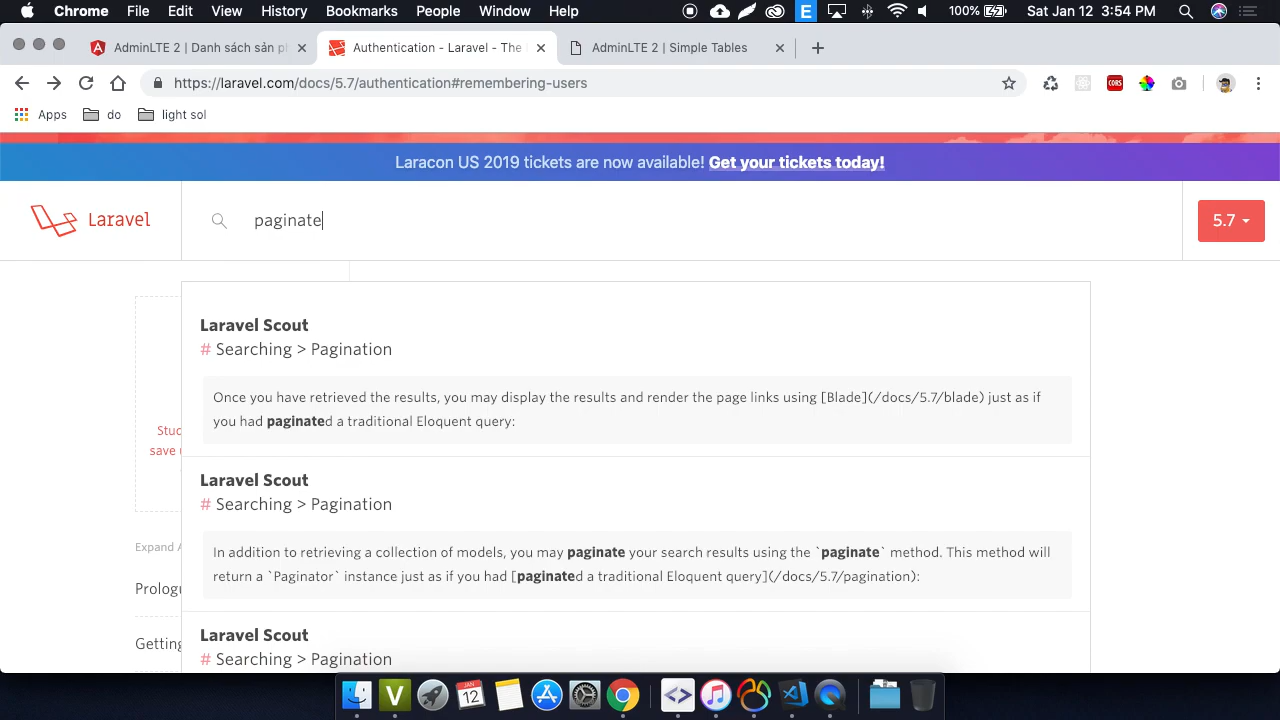 Chrome File Edit View History Bookmarks People Window Help 100% Sat Jan 12 3:54 PM
AdminLTE 2 | Danh sách sản p
Authentication - Laravel - The
AdminLTE 2 | Simple Tables
https://laravel.com/docs/5.7/authentication#remembering-users
CORS
Apps do light sol
Laracon US 2019 tickets are now available! Get your tickets today!
Laravel
paginate
5.7
Laravel Scout
# Searching > Pagination
Once you have retrieved the results, you may display the results and render the page links using [Blade](/docs/5.7/blade) just as if
you had paginated a traditional Eloquent query:
Stud
save
Laravel Scout
# Searching > Pagination
In addition to retrieving a collection of models, you may paginate your search results using the `paginate` method. This method will
return a `Paginator` instance just as if you had [paginated a traditional Eloquent query](/docs/5.7/pagination):
Expand A
Prolog
Getting
Laravel Scout
# Searching > Pagination
JAN
12